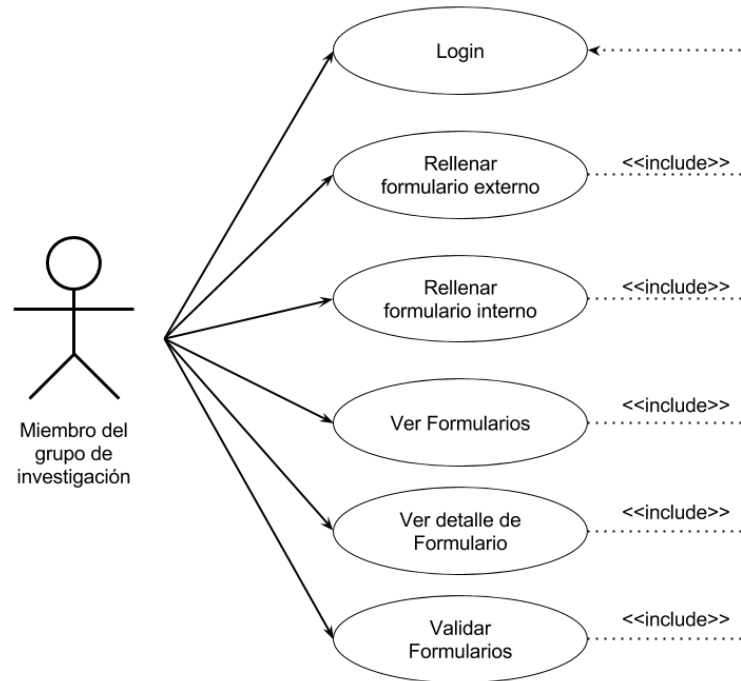 Login
Rellenar
formulario externo
<<include>>
Rellenar
formulario interno
<<include>>
Miembro del
grupo de
investigación
Ver Formularios
<<include>>
Ver detalle de
Formulario
<<include>>
Validar
Formularios
<<include>>